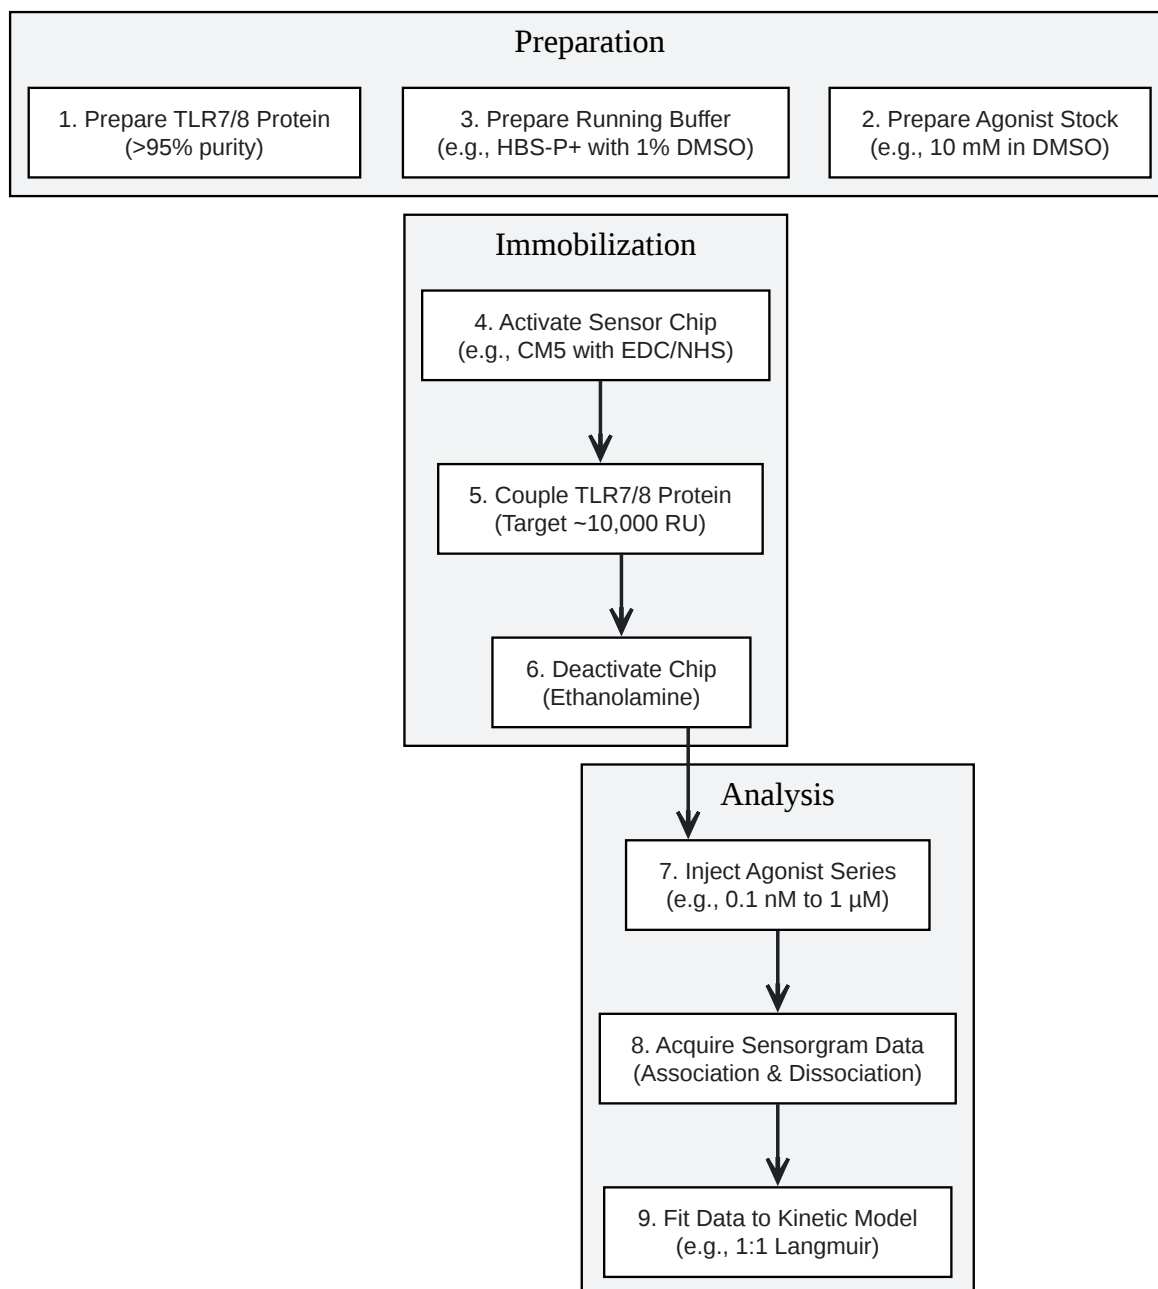 Preparation
1. Prepare TLR7/8 Protein
(>95% purity)
3. Prepare Running Buffer
(e.g., HBS-P+ with 1% DMSO)
2. Prepare Agonist Stock
(e.g., 10 mM in DMSO)
Immobilization
4. Activate Sensor Chip
(e.g., CM5 with EDC/NHS)
5. Couple TLR7/8 Protein
(Target ~10,000 RU)
6. Deactivate Chip
(Ethanolamine)
Analysis
7. Inject Agonist Series
(e.g., 0.1 nM to 1 µM)
8. Acquire Sensorgram Data
(Association & Dissociation)
9. Fit Data to Kinetic Model
(e.g., 1:1 Langmuir)